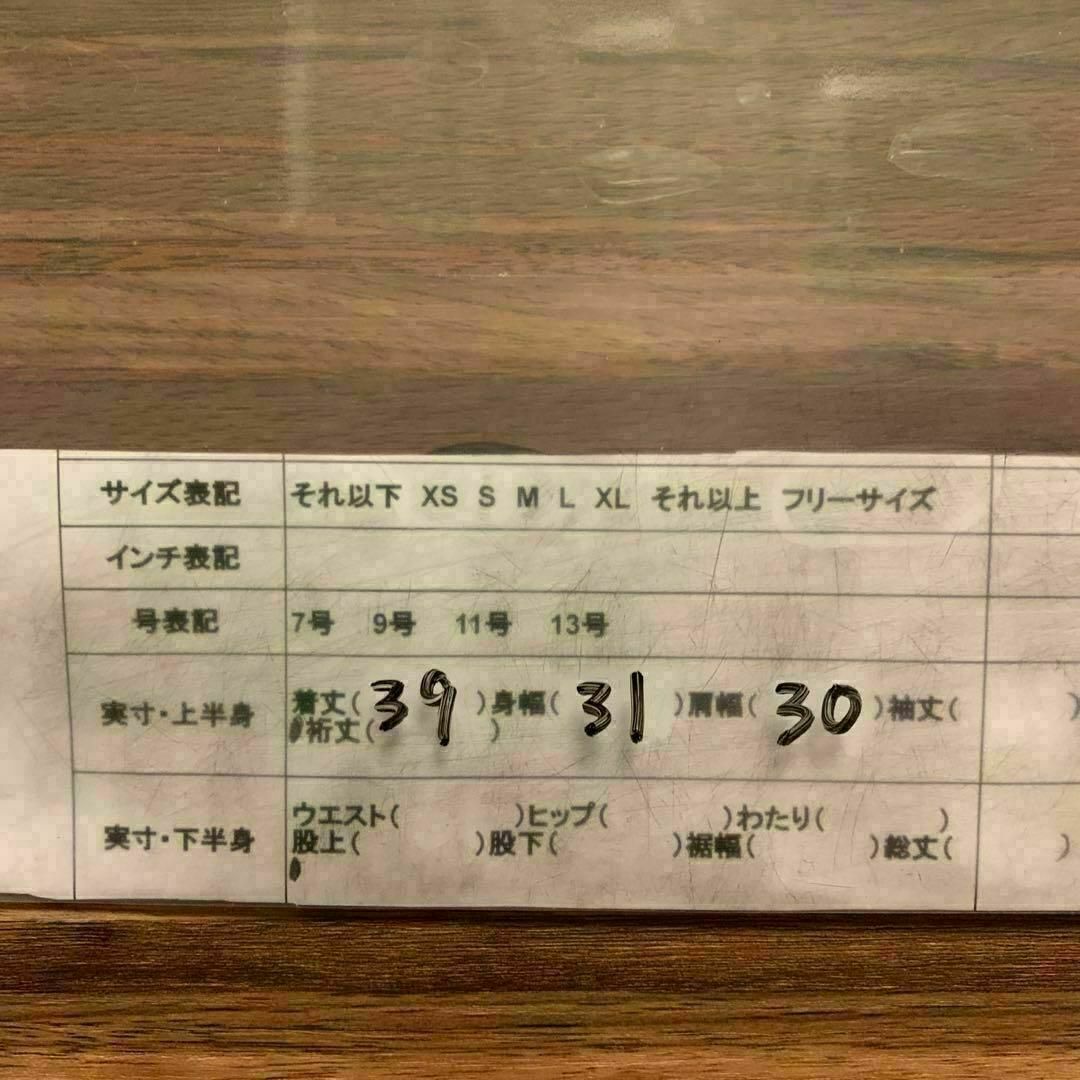 サイズ表記 それ以下 XS S M L XL それ以上 フリーサイズ
インチ表記
号表記 7号 9号 11号 13号
実寸・上半身 着丈( 39 )身幅( 31 )肩幅( 30 )袖丈( )
裄丈( )
実寸・下半身 ウエスト( )ヒップ( )わたり( )
股上( )股下( )裾幅( )総丈( )